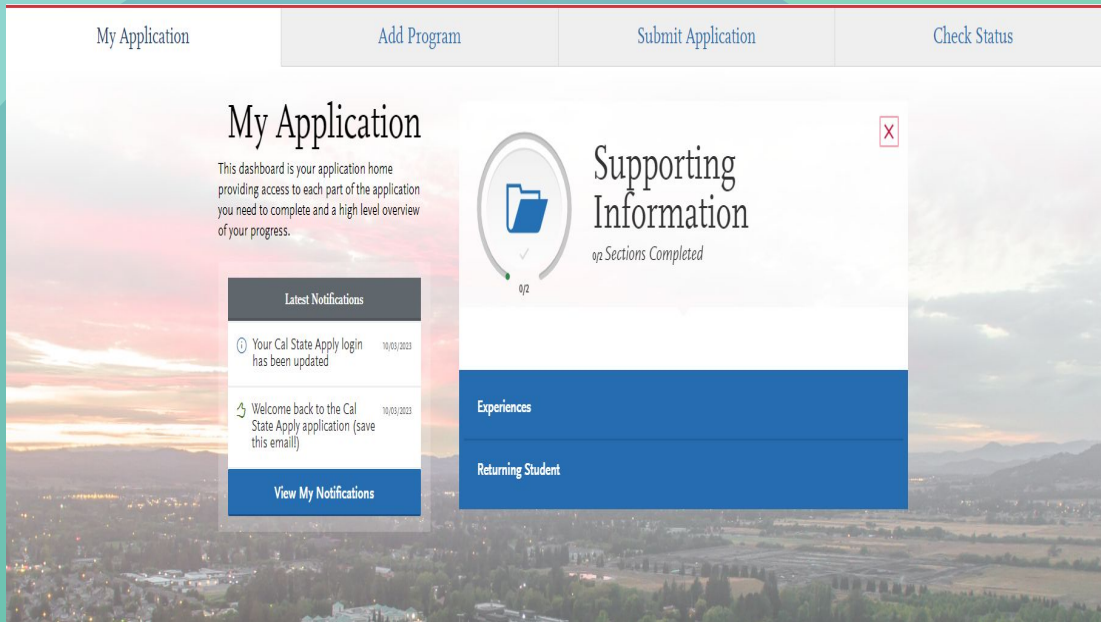 My Application
Add Program
Submit Application
Check Status
My Application
This dashboard is your application home
providing access to each part of the application
you need to complete and a high level overview
of your progress.
Latest Notifications
Your Cal State Apply login 10/03/2023
has been updated
Welcome back to the Cal 10/03/2023
State Apply application (save
this email!)
View My Notifications
0/2
Supporting
Information
0/2 Sections Completed
X
Experiences
Returning Student